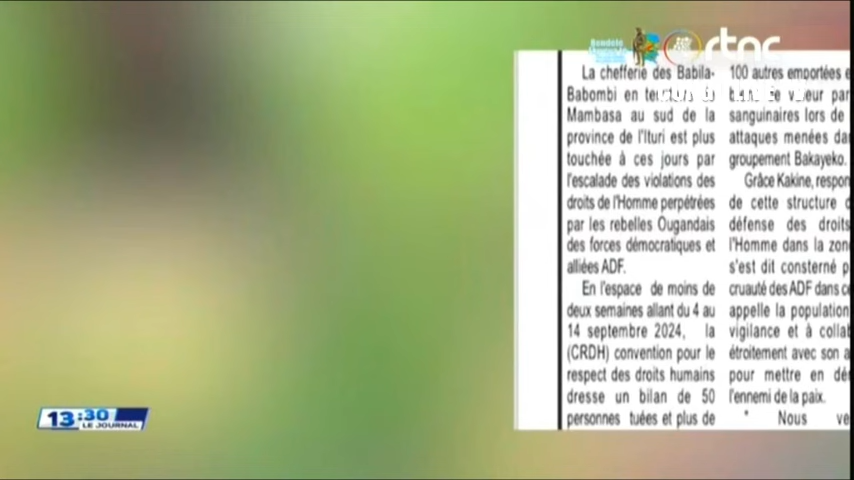 rtnc
La chefferie des Babila-
Babombi en
Mambasa au sud de la
province de l'Ituri est plus
touchée à ces jours par
l'escalade des violations des
droits de l'Homme perpétrées
par les rebelles Ougandais
des forces démocratiques et
alliées ADF.
En l'espace de moins de
deux semaines allant du 4 au
14 septembre 2024, la
(CRDH) convention pour le
respect des droits humains
dresse un bilan de 50
personnes tuées et plus de
100 autres emportées
par
sanguinaires lors de
attaques menées
groupement Bakayeko.
Grâce Kakine,
de cette structure
défense des droits
l'Homme dans la
s'est dit consterné
cruauté des ADF dans
appelle la population
vigilance et à
étroitement avec son
pour mettre en
l'ennemi de la paix.
* Nous
13:30
LE JOURNAL